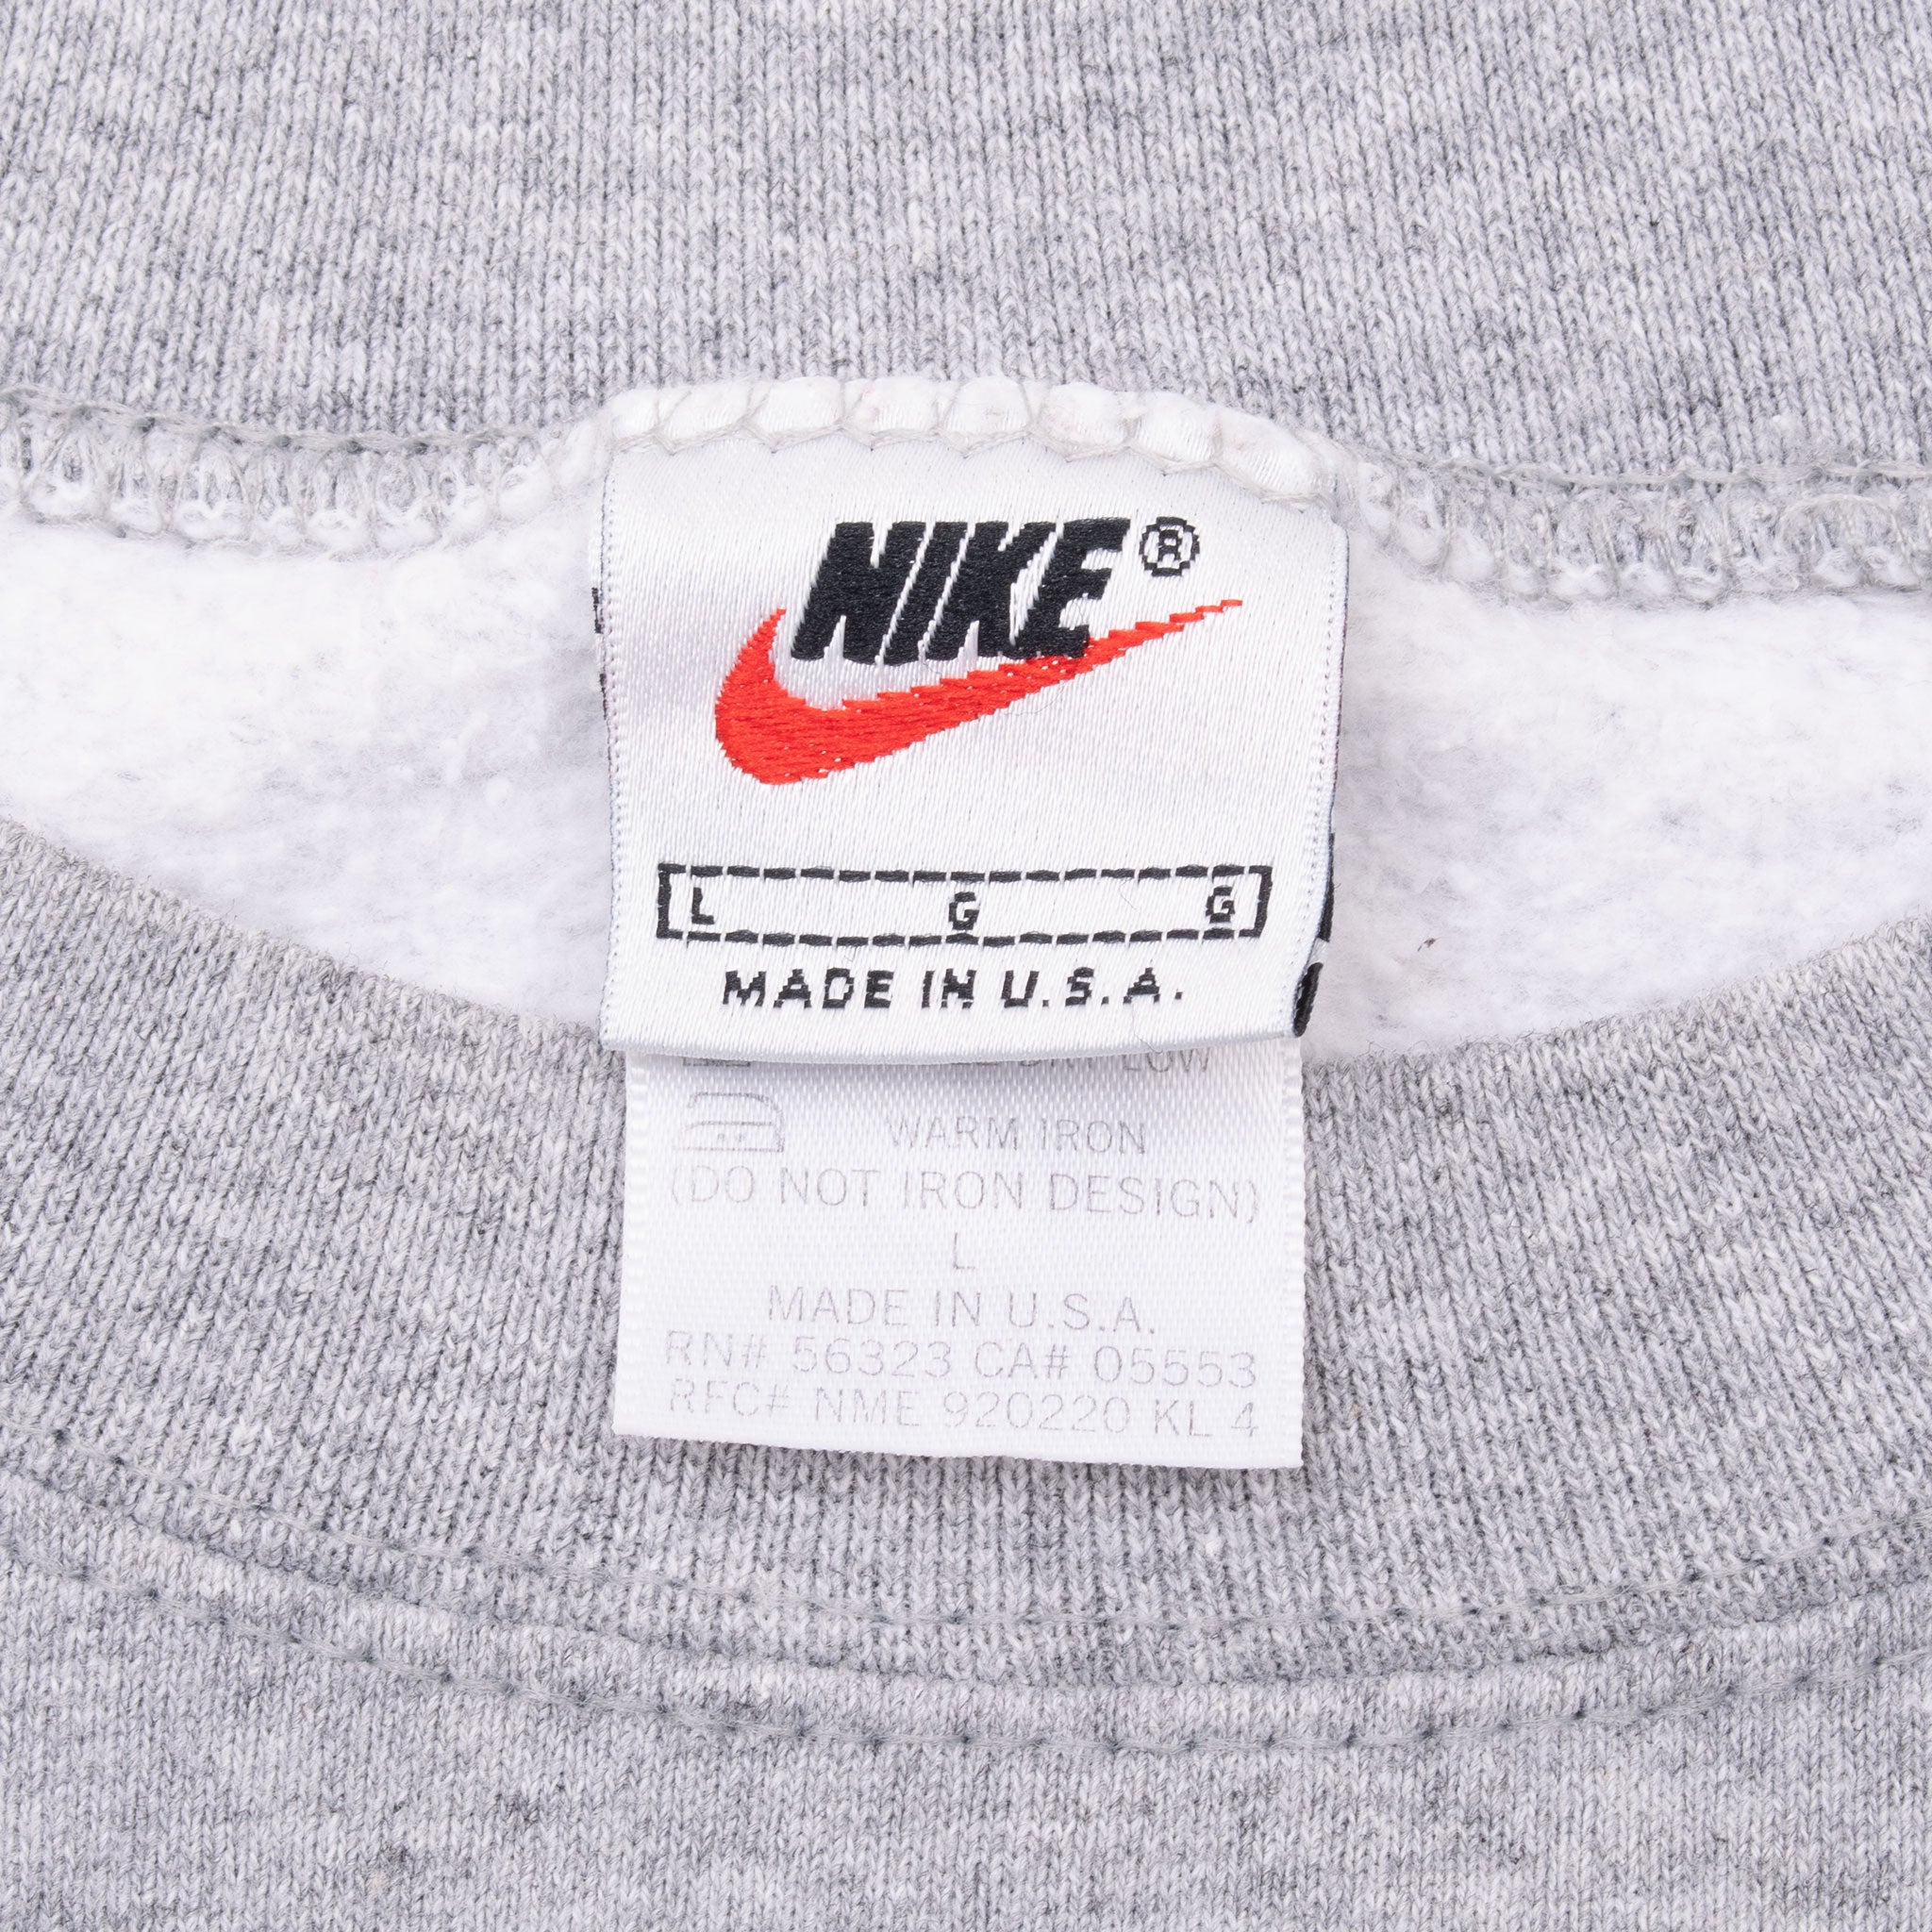 NIKE®
L G G
MADE IN U.S.A.
LOW
WARM IRON
(DO NOT IRON DESIGN)
L
MADE IN U.S.A.
RN# 56323 CA# 05553
RFC# NME 920220 KL 4